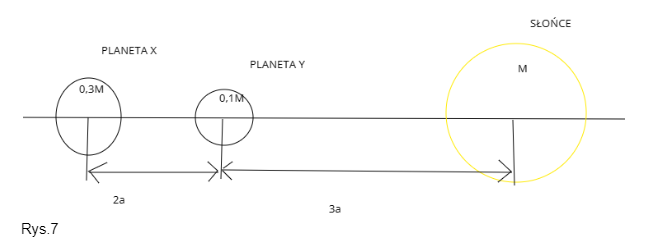 SŁOŃCE
PLANETA X
PLANETA Y
M
0,3M
0,1M
2a
3a
Rys.7